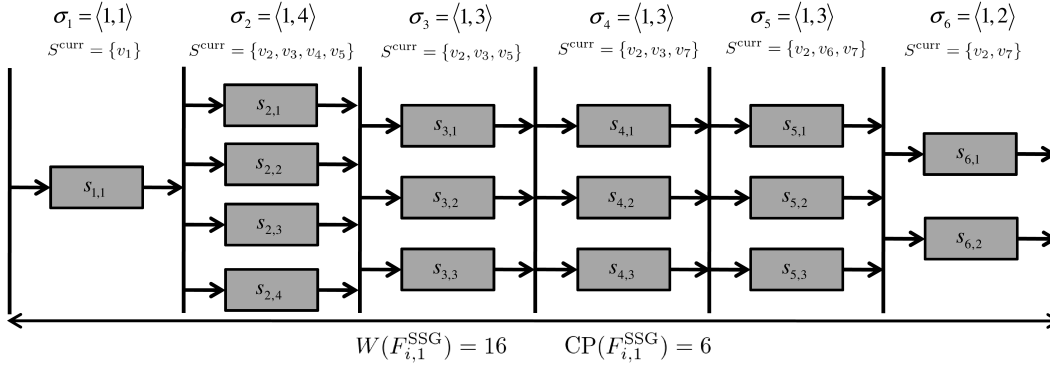 σ₁ = ⟨1,1⟩ σ₂ = ⟨1,4⟩ σ₃ = ⟨1,3⟩ σ₄ = ⟨1,3⟩ σ₅ = ⟨1,3⟩ σ₆ = ⟨1,2⟩
S^curr = {v₁} S^curr = {v₂, v₃, v₄, v₅} S^curr = {v₂, v₃, v₅} S^curr = {v₂, v₃, v₇} S^curr = {v₂, v₆, v₇} S^curr = {v₂, v₇}
s₂,₁
s₃,₁ s₄,₁ s₅,₁
s₆,₁
s₂,₂
s₁,₁
s₃,₂ s₄,₂ s₅,₂
s₂,₃
s₆,₂
s₃,₃ s₄,₃ s₅,₃
s₂,₄
W(F_{i,1}^{SSG}) = 16 CP(F_{i,1}^{SSG}) = 6